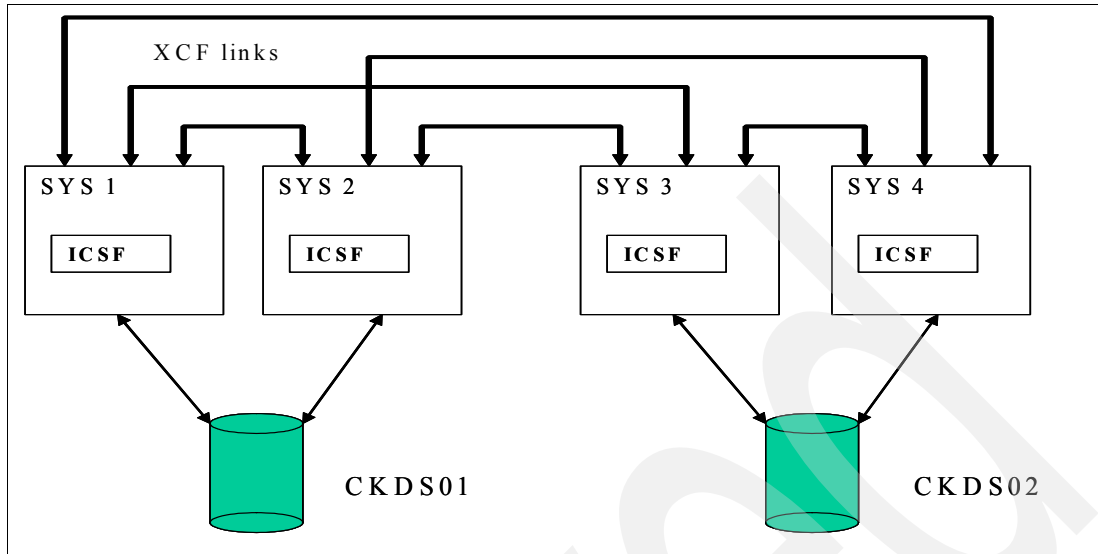 XCF links
SYS 1
SYS 2
SYS 3
SYS 4
ICSF
ICSF
ICSF
ICSF
CKDS01
CKDS02